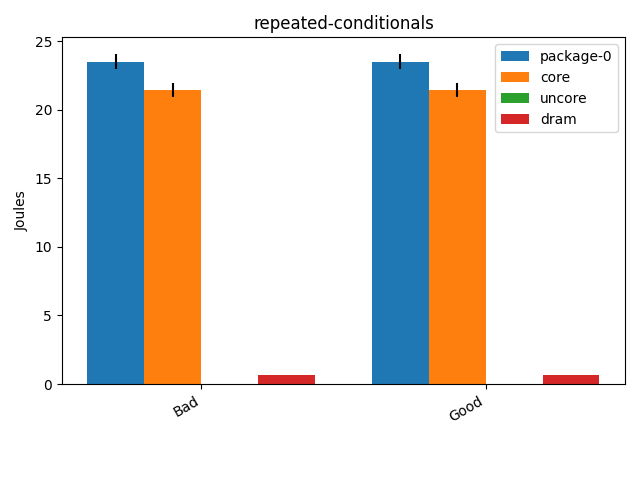 repeated-conditionals
25
20
15
10
5
0
Joules
package-0
core
uncore
dram
Bad
Good